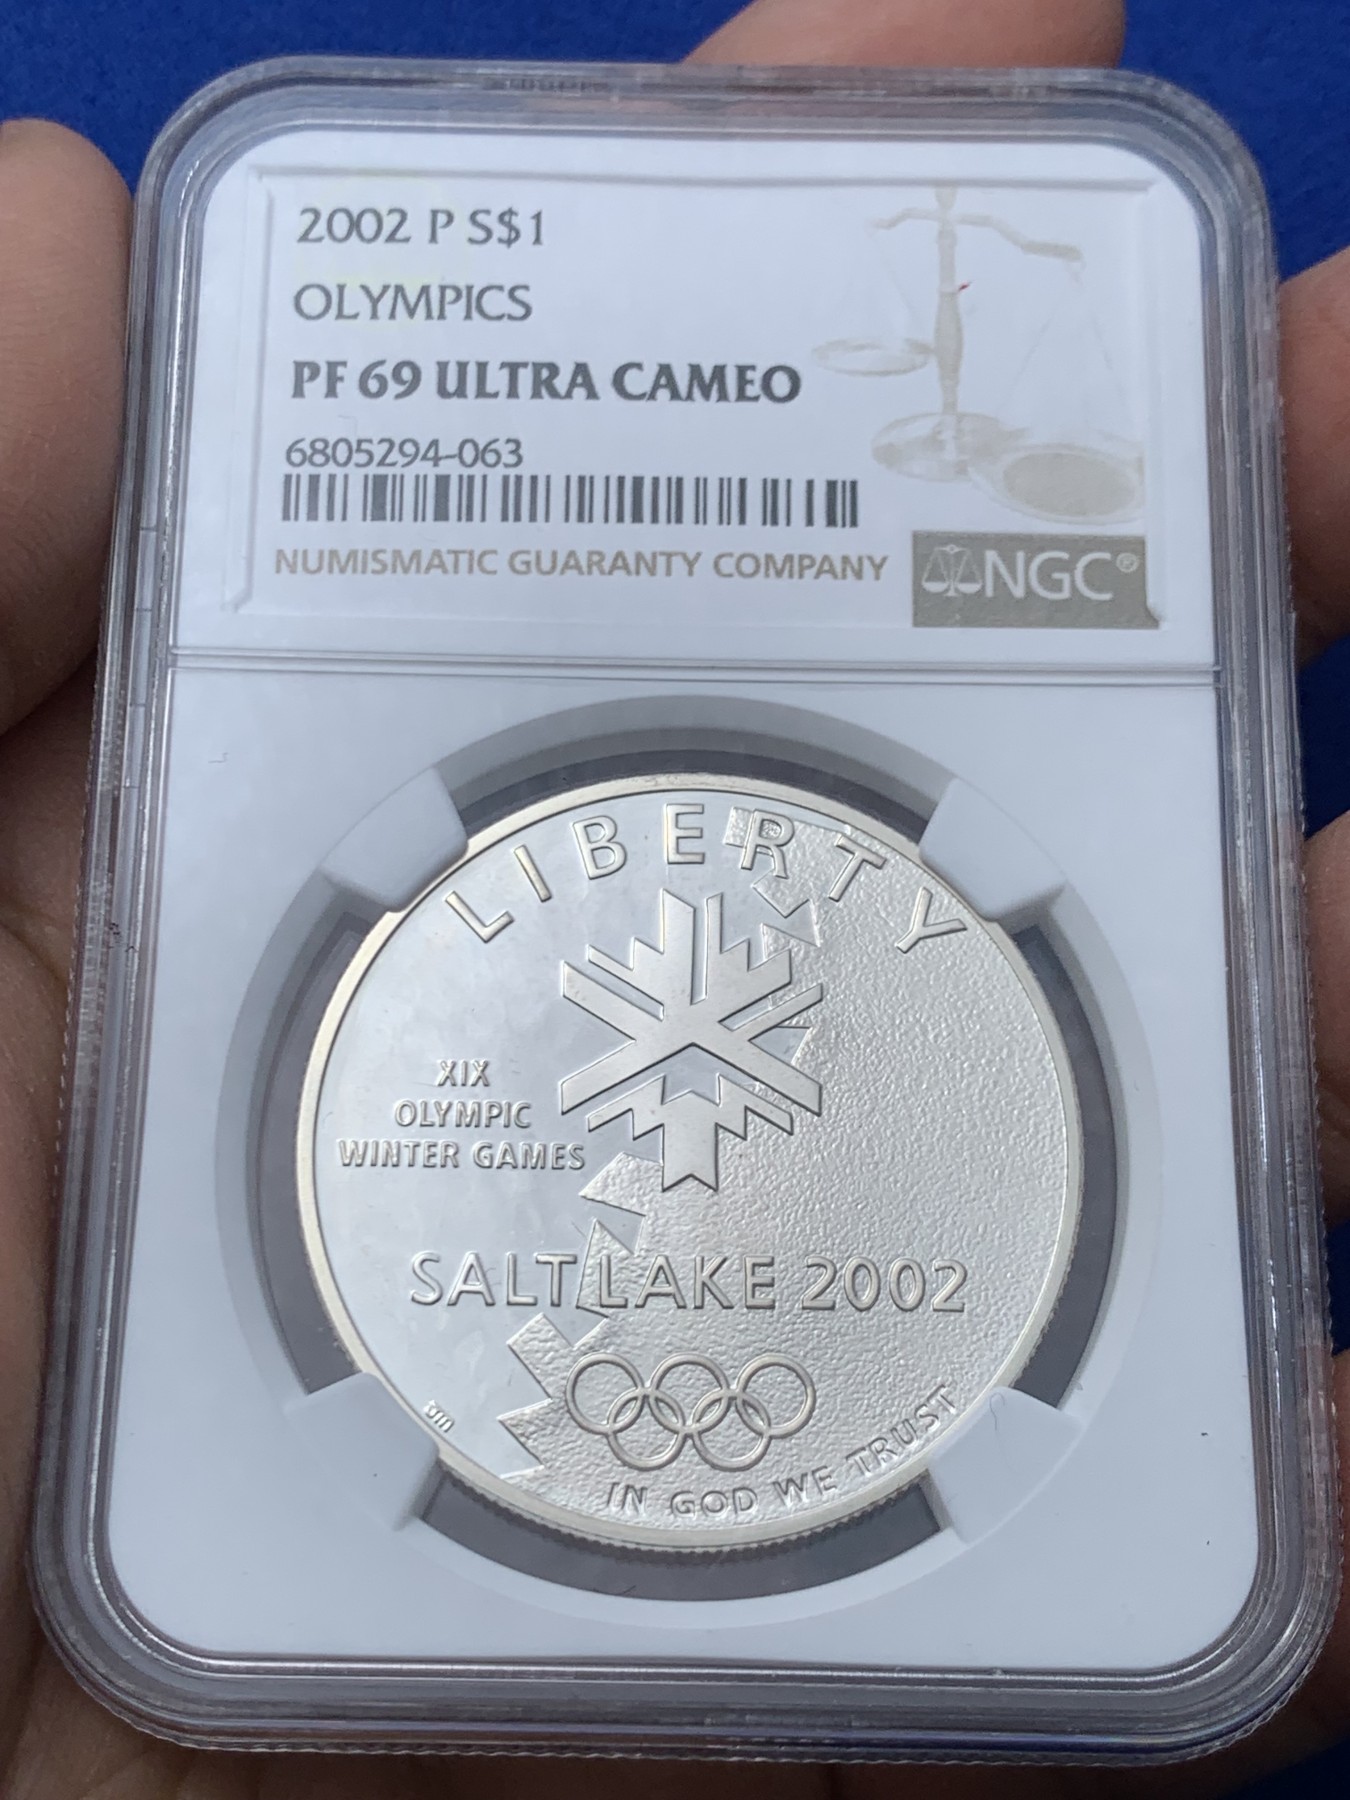 2002 P S$1
OLYMPICS
PF 69 ULTRA CAMEO
6805294-063
NUMISMATIC GUARANTY COMPANY
NGC®
LIBERTY
XIX
OLYMPIC
WINTER GAMES
SALT LAKE 2002
IN GOD WE TRUST